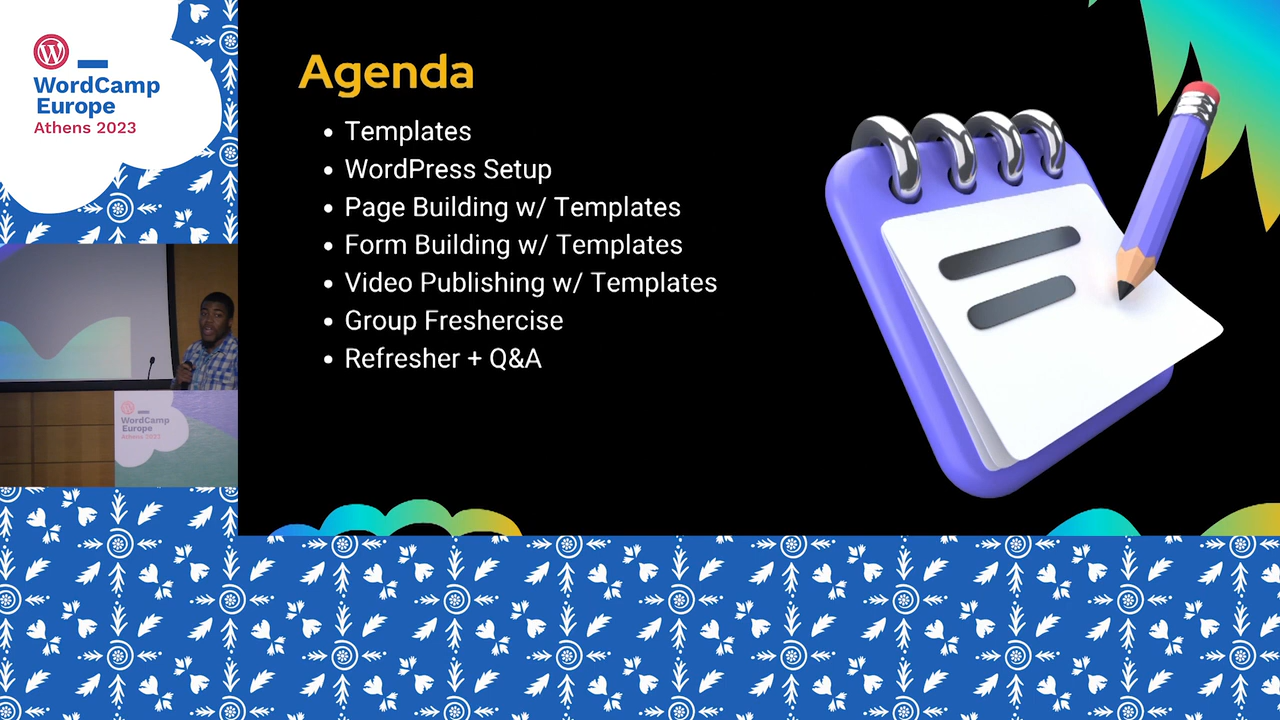 WordCamp
Europe
Athens 2023
Agenda
Templates
WordPress Setup
Page Building w/ Templates
Form Building w/ Templates
Video Publishing w/ Templates
Group Freshercise
Refresher + Q&A
WordCamp
Europe
Athens 2023